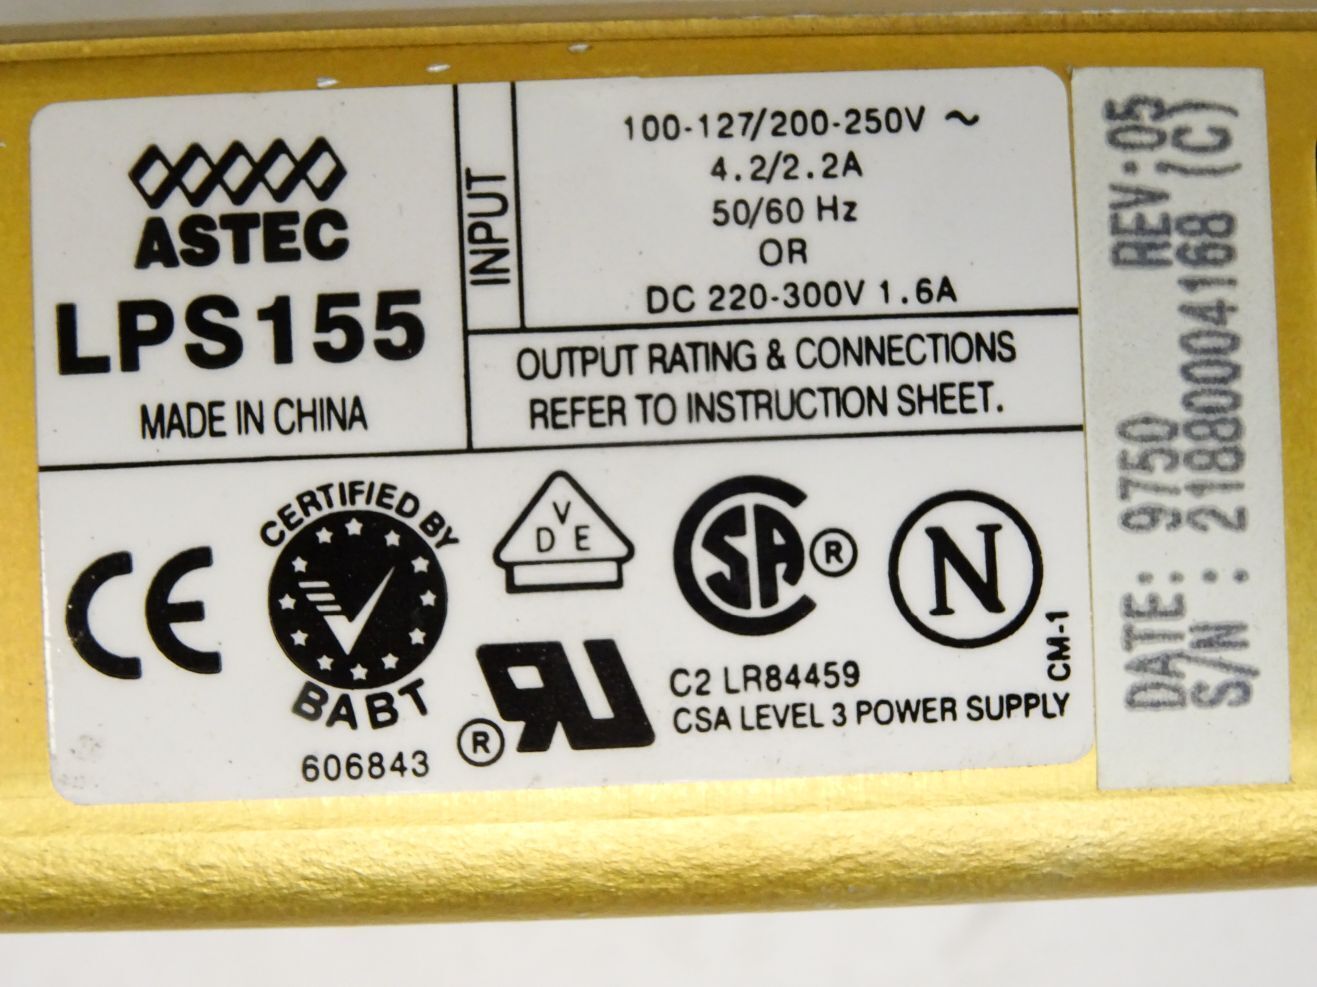 ASTEC
LPS155
MADE IN CHINA
INPUT
100-127/200-250V ~
4.2/2.2A
50/60 Hz
OR
DC 220-300V 1.6A
OUTPUT RATING & CONNECTIONS
REFER TO INSTRUCTION SHEET.
CE
CERTIFIED BY
BABT
606843
V
D E
RU
®
SA ®
N
C2 LR84459
CSA LEVEL 3 POWER SUPPLY
CM-1
DATE: 9750 REV.05
S/N : 21880004168 (C)